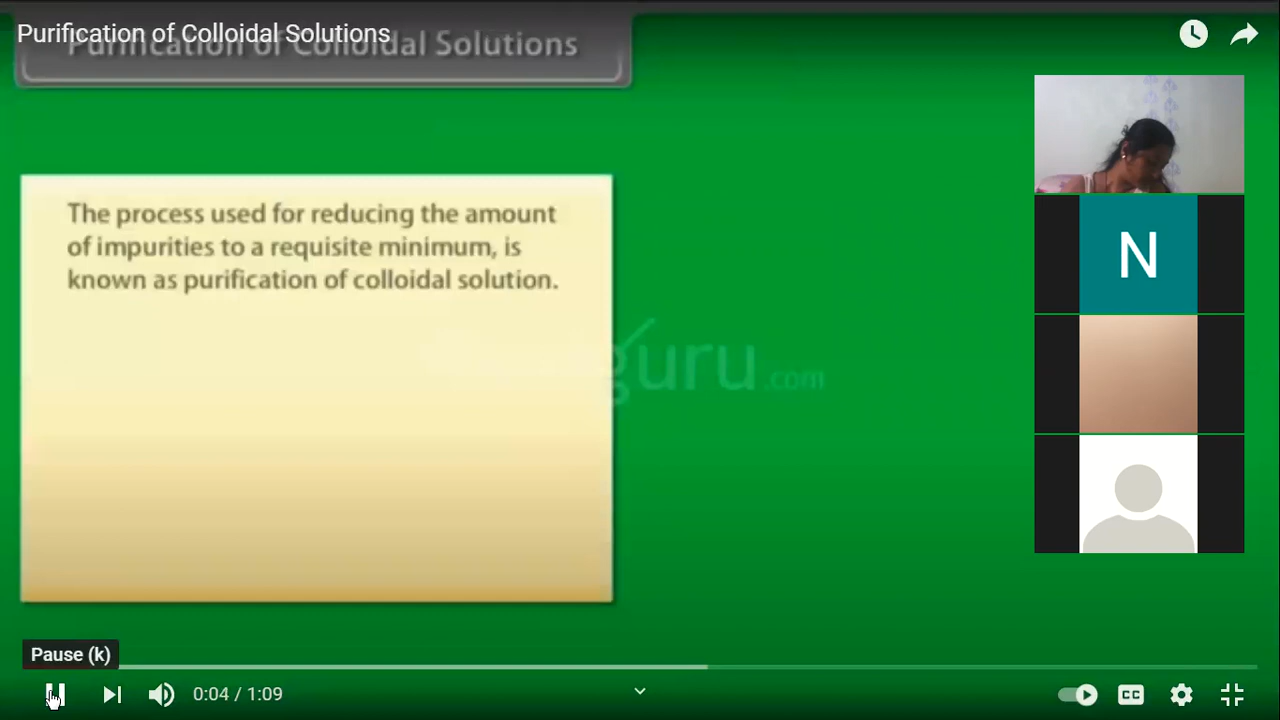 Purification of Colloidal Solutions
Purification of Colloidal Solutions
The process used for reducing the amount
of impurities to a requisite minimum, is
known as purification of colloidal solution.
guru.com
N
Pause (k)
0:04 / 1:09
CC